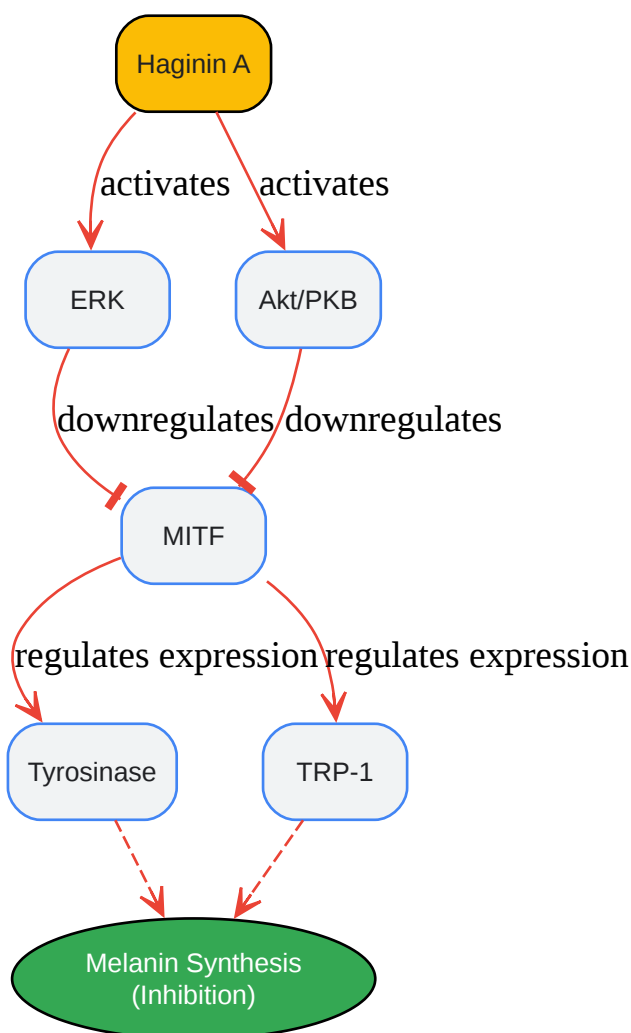 Haginin A
activates
activates
ERK
Akt/PKB
downregulates
downregulates
MITF
regulates expression
regulates expression
Tyrosinase
TRP-1
Melanin Synthesis
(Inhibition)